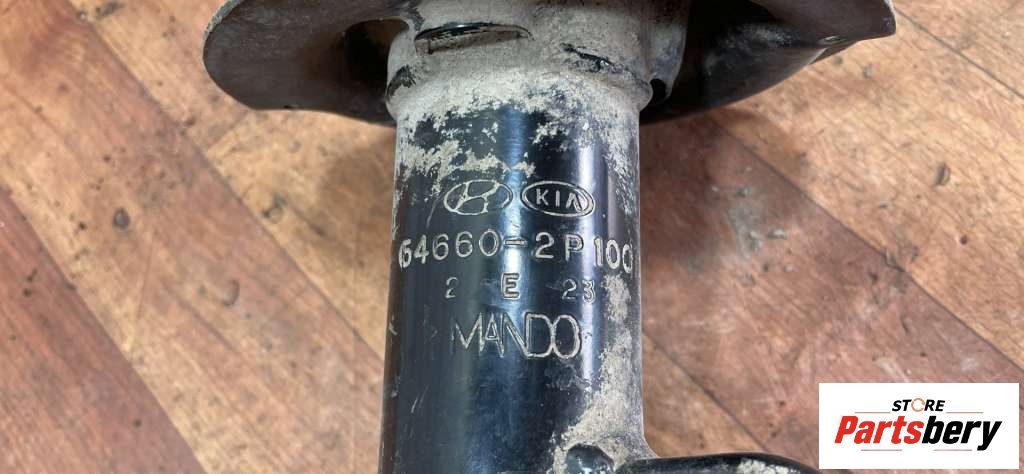 KIA
54660-2P100
2 E 23
MANDO
STORE
Partsbery